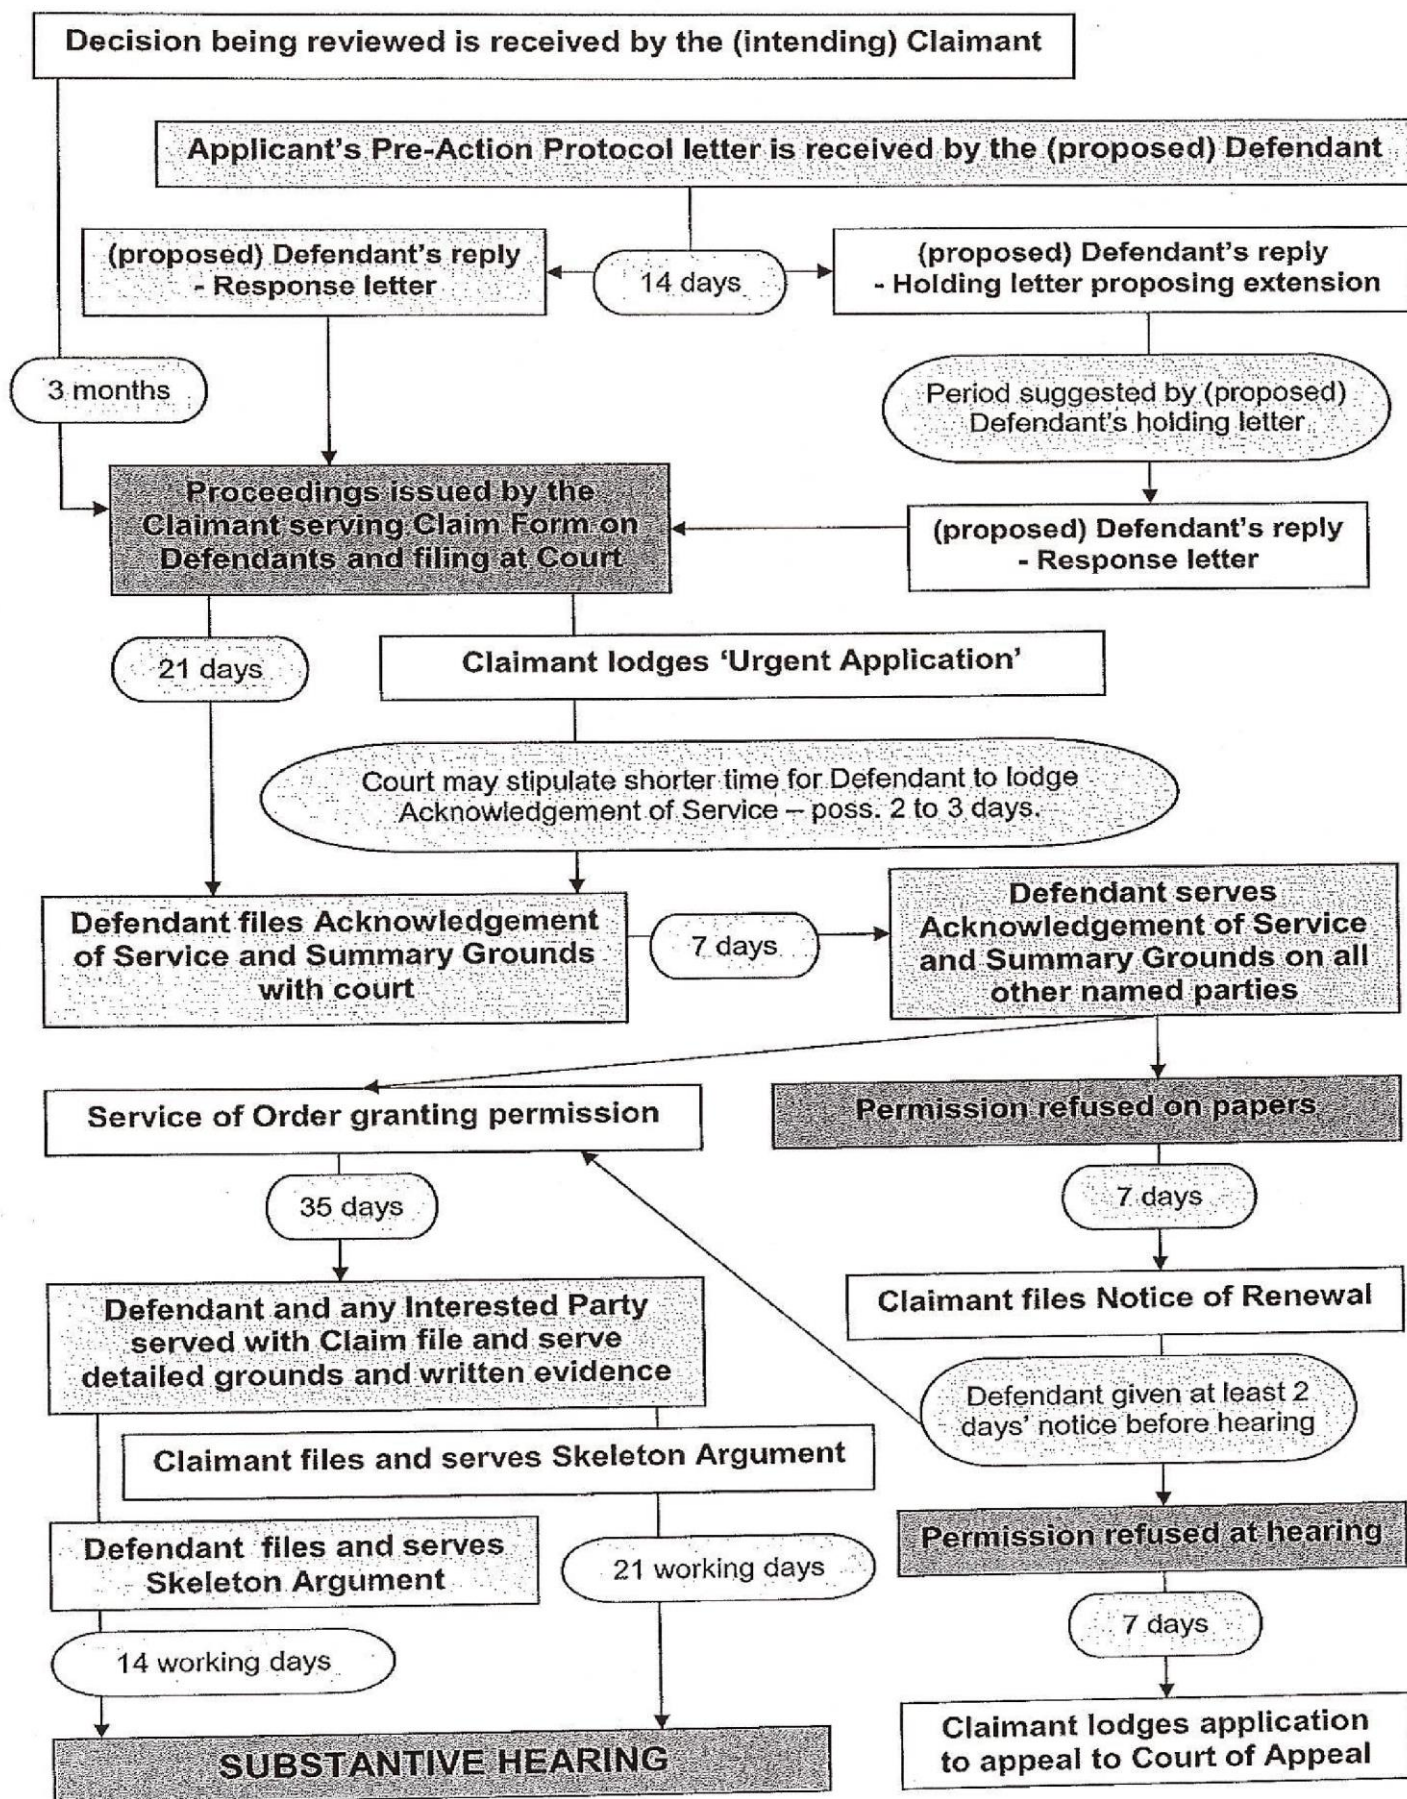 Decision being reviewed is received by the (intending) Claimant
Applicant's Pre-Action Protocol letter is received by the (proposed) Defendant
(proposed) Defendant's reply
- Response letter
14 days
(proposed) Defendant's reply
- Holding letter proposing extension
3 months
Period suggested by (proposed)
Defendant's holding letter
Proceedings issued by the
Claimant serving Claim Form on
Defendants and filing at Court
(proposed) Defendant's reply
- Response letter
21 days
Claimant lodges 'Urgent Application'
Court may stipulate shorter time for Defendant to lodge
Acknowledgement of Service – poss. 2 to 3 days.
Defendant files Acknowledgement
of Service and Summary Grounds
with court
7 days
Defendant serves
Acknowledgement of Service
and Summary Grounds on all
other named parties
Service of Order granting permission
Permission refused on papers
35 days
7 days
Defendant and any Interested Party
served with Claim file and serve
detailed grounds and written evidence
Claimant files Notice of Renewal
Defendant given at least 2
days' notice before hearing
Claimant files and serves Skeleton Argument
Defendant files and serves
Skeleton Argument
21 working days
Permission refused at hearing
14 working days
7 days
SUBSTANTIVE HEARING
Claimant lodges application
to appeal to Court of Appeal